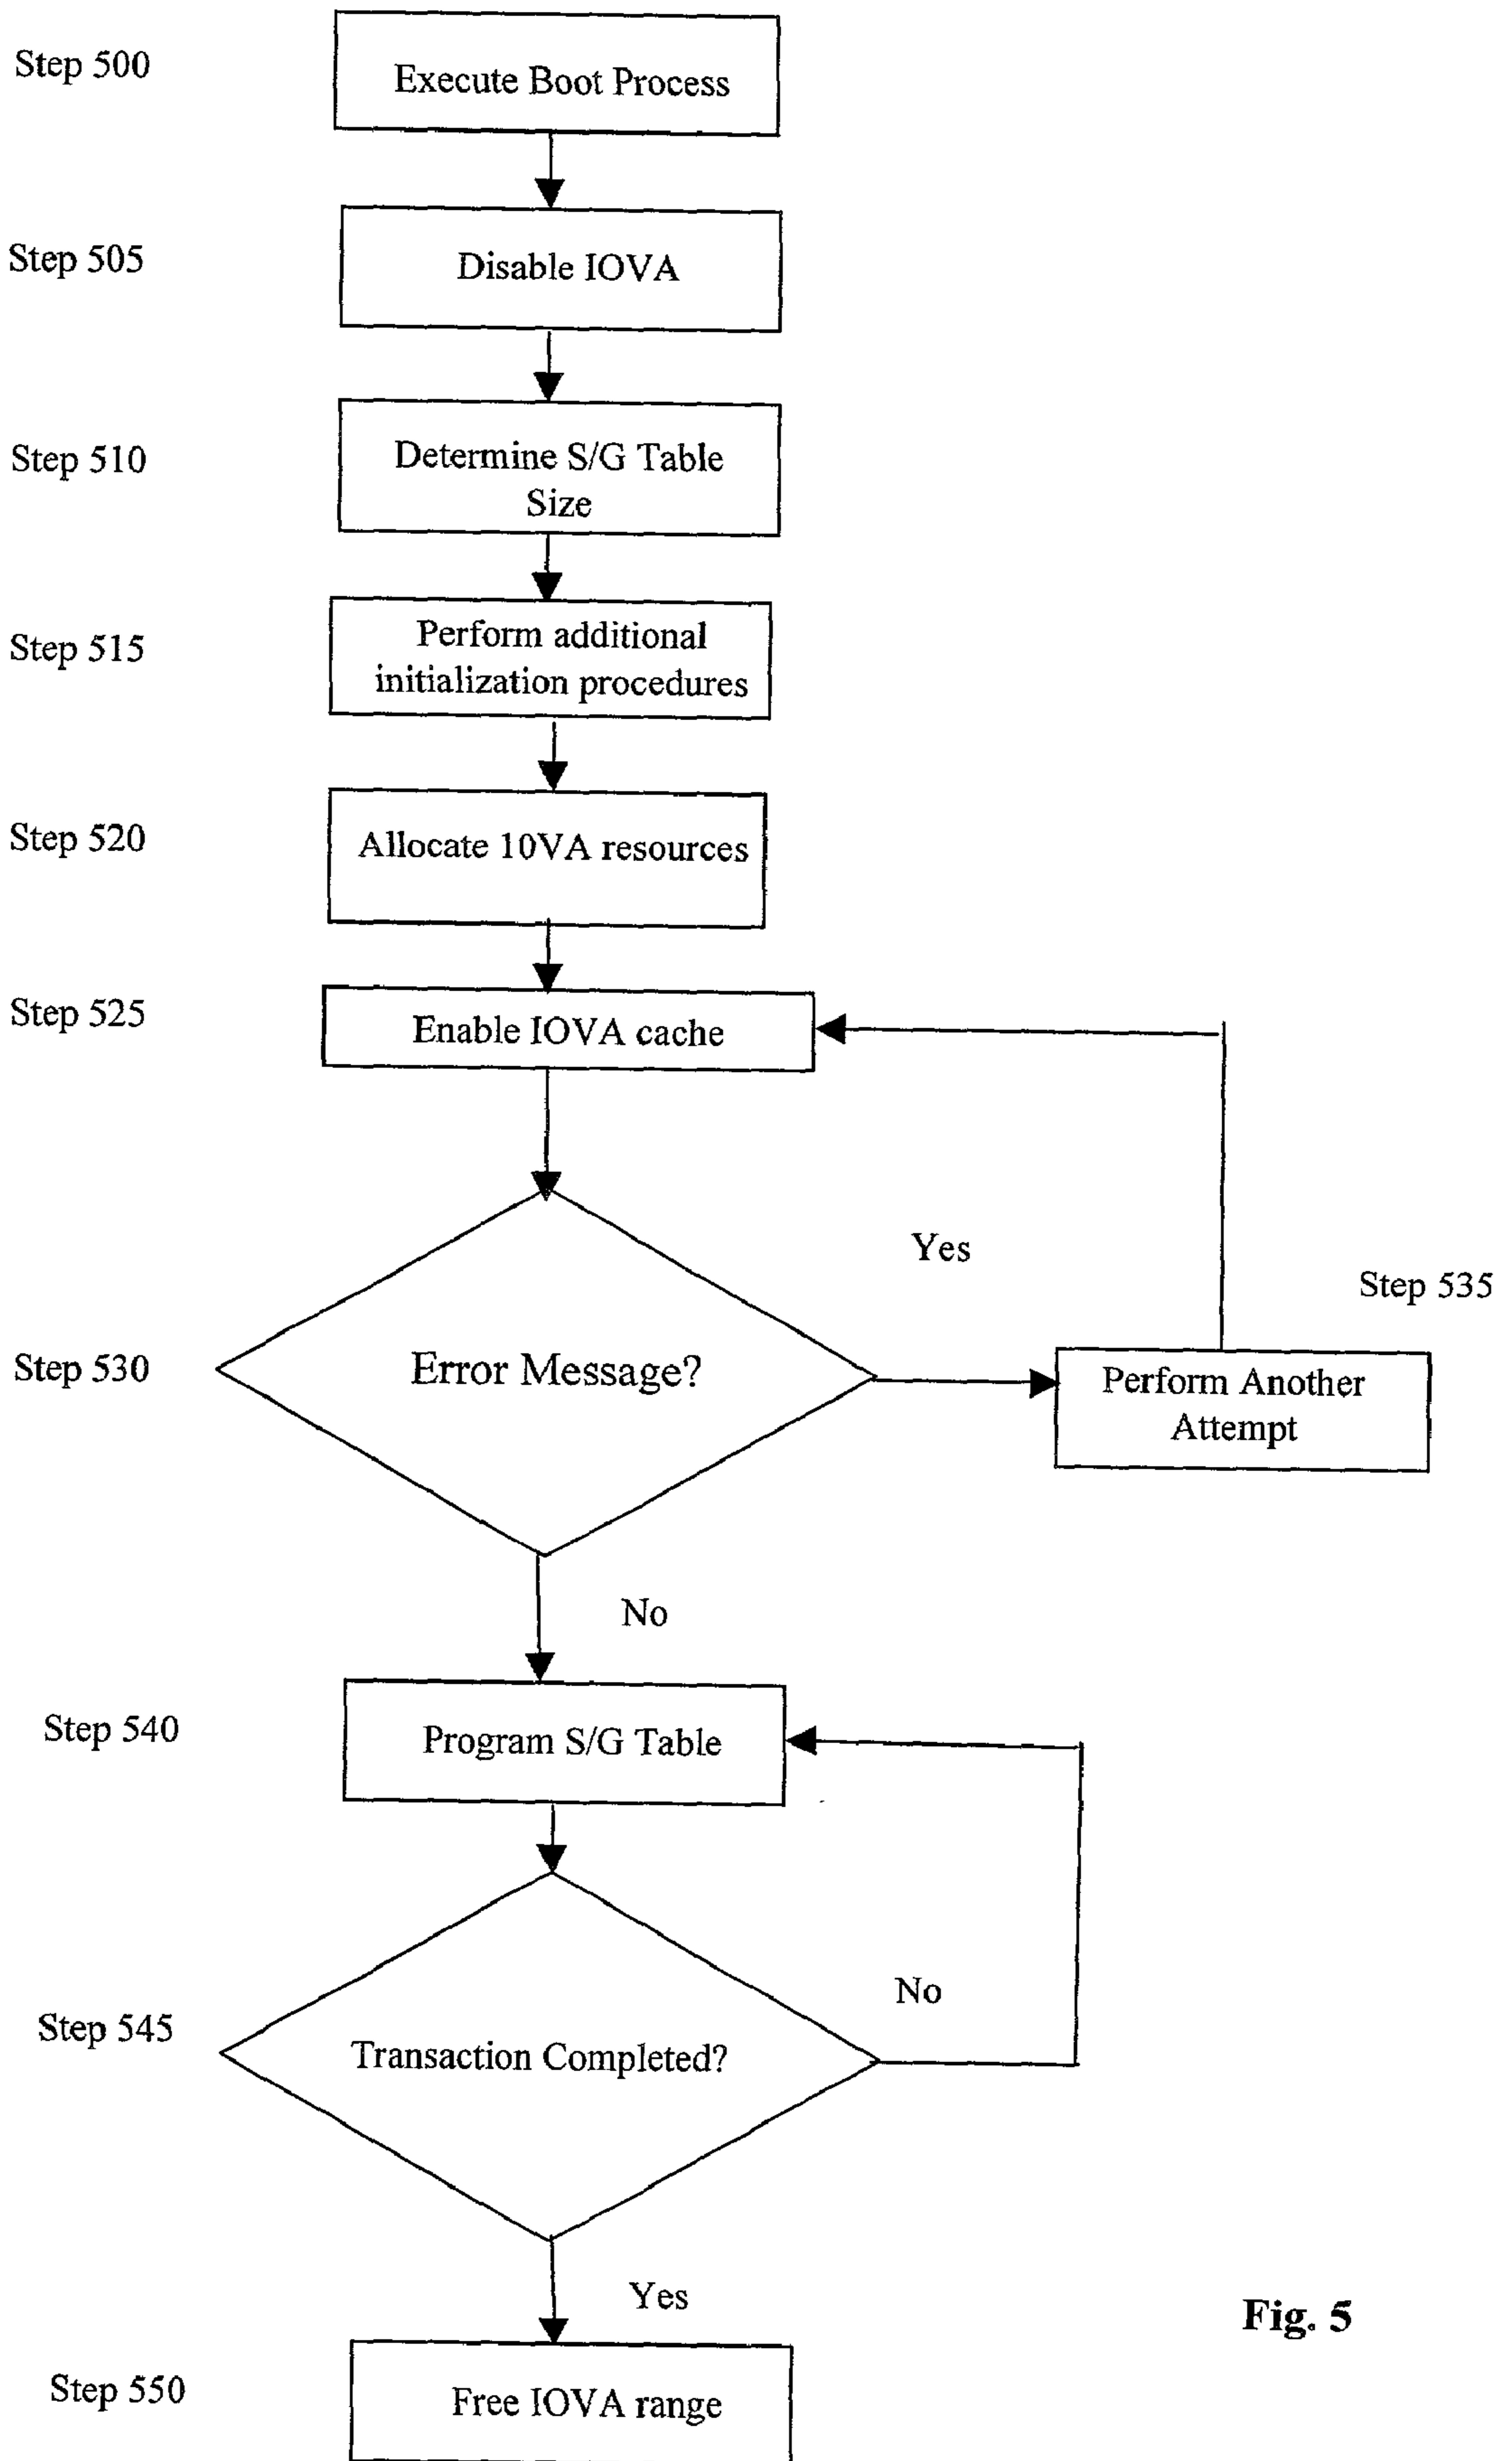 Step 500
Execute Boot Process
Step 505
Disable IOVA
Step 510
Determine S/G Table
Size
Step 515
Perform additional
initialization procedures
Step 520
Allocate 10VA resources
Step 525
Enable IOVA cache
Yes
Step 535
Step 530
Error Message?
Perform Another
Attempt
No
Step 540
Program S/G Table
No
Step 545
Transaction Completed?
Yes
Fig. 5
Step 550
Free IOVA range